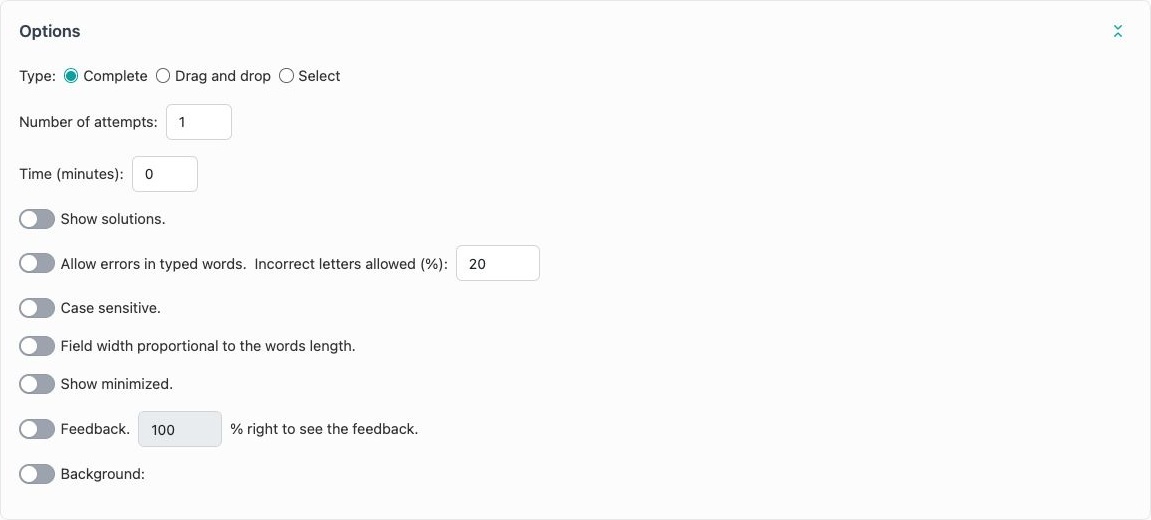 Options
Type: Complete Drag and drop Select
Number of attempts: 1
Time (minutes): 0
Show solutions.
Allow errors in typed words. Incorrect letters allowed (%): 20
Case sensitive.
Field width proportional to the words length.
Show minimized.
Feedback. 100 % right to see the feedback.
Background: